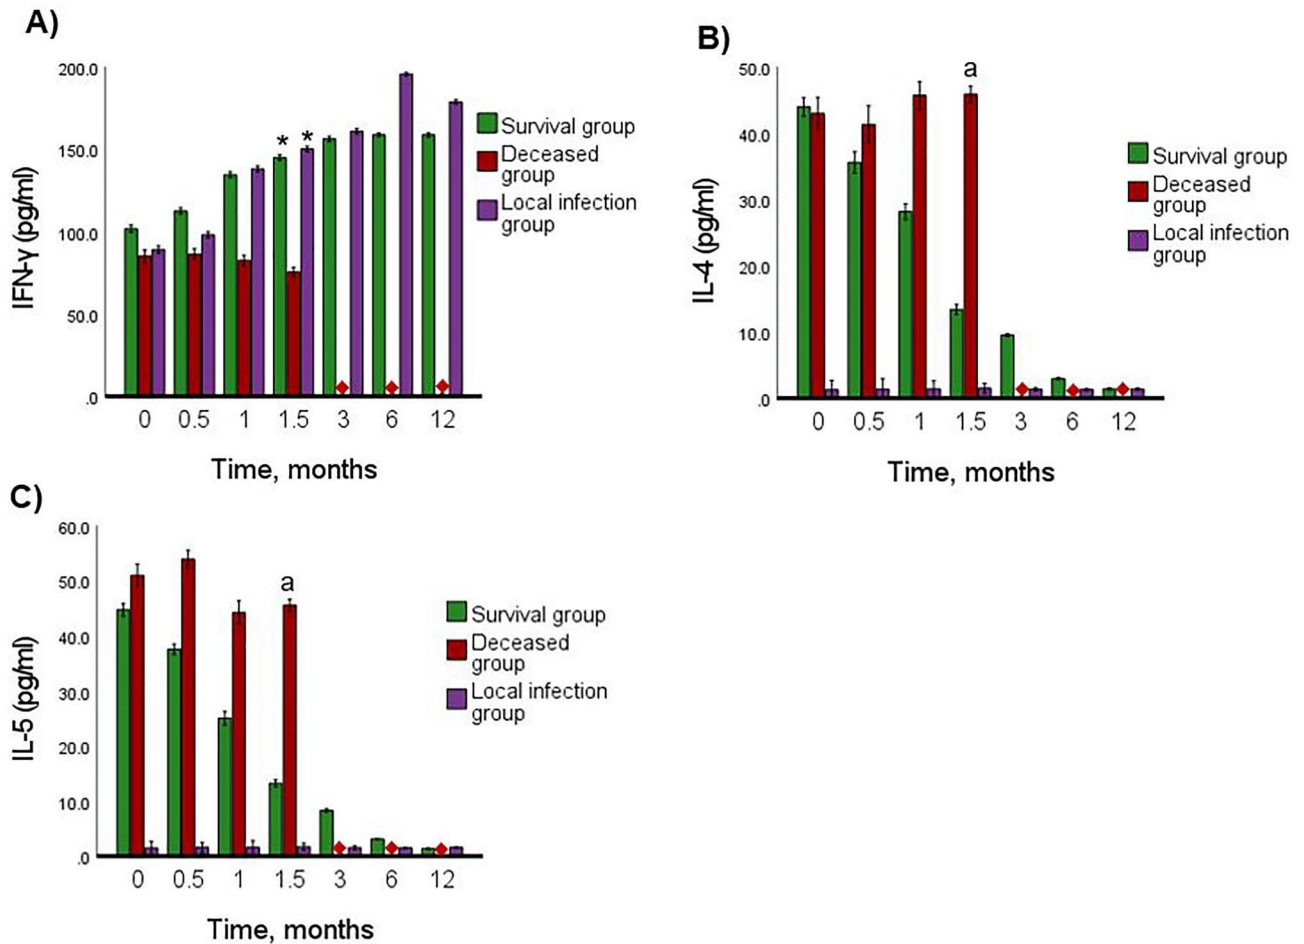 A)
200.0
150.0
100.0
50.0
.0
IFN-γ (pg/ml)
* *
0 0.5 1 1.5 3 6 12
Time, months
Survival group
Deceased
group
Local infection
group
B)
50.0
40.0
30.0
20.0
10.0
.0
IL-4 (pg/ml)
a
0 0.5 1 1.5 3 6 12
Time, months
Survival group
Deceased
group
Local infection
group
C)
60.0
50.0
40.0
30.0
20.0
10.0
.0
IL-5 (pg/ml)
a
0 0.5 1 1.5 3 6 12
Time, months
Survival group
Deceased
group
Local infection
group